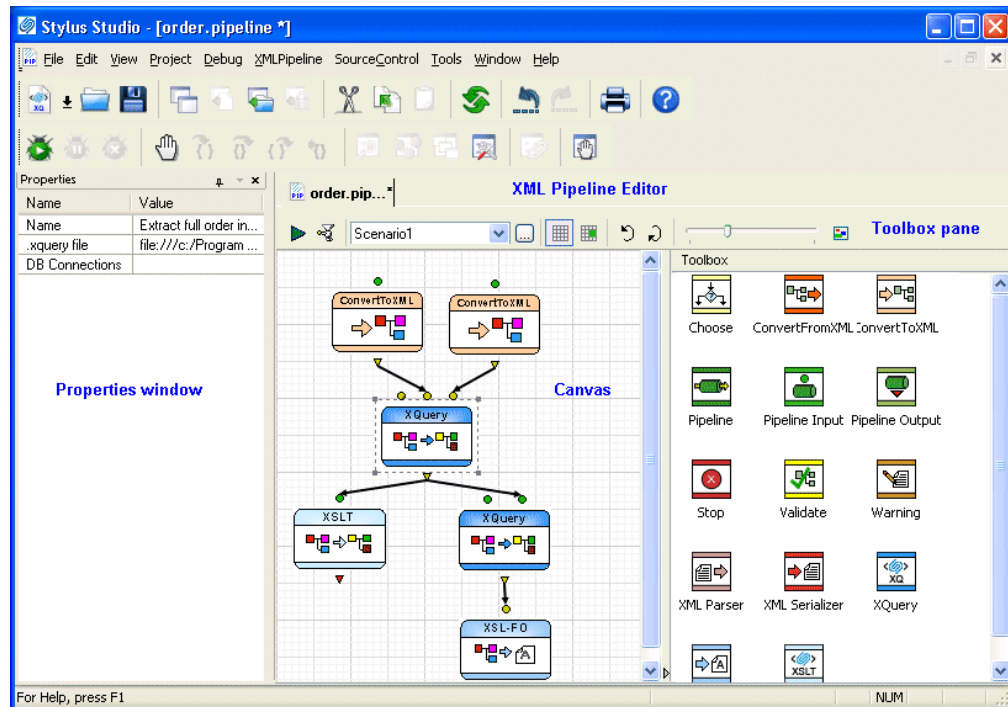 Stylus Studio - [order.pipeline *]
PIP File Edit View Project Debug XMLPipeline SourceControl Tools Window Help
XQ
Properties
Name Value
Name Extract full order in...
.xquery file file:///c:/Program ...
DB Connections
Properties window
PIP order.pip...*
XML Pipeline Editor
Scenario1 ...
Toolbox pane
ConvertToXML
ConvertToXML
XQuery
Canvas
XSLT
XQuery
XSL-FO
Toolbox
Choose ConvertFromXML ConvertToXML
Pipeline Pipeline Input Pipeline Output
Stop Validate Warning
XQ
XML Parser XML Serializer XQuery
A XSLT
For Help, press F1
NUM